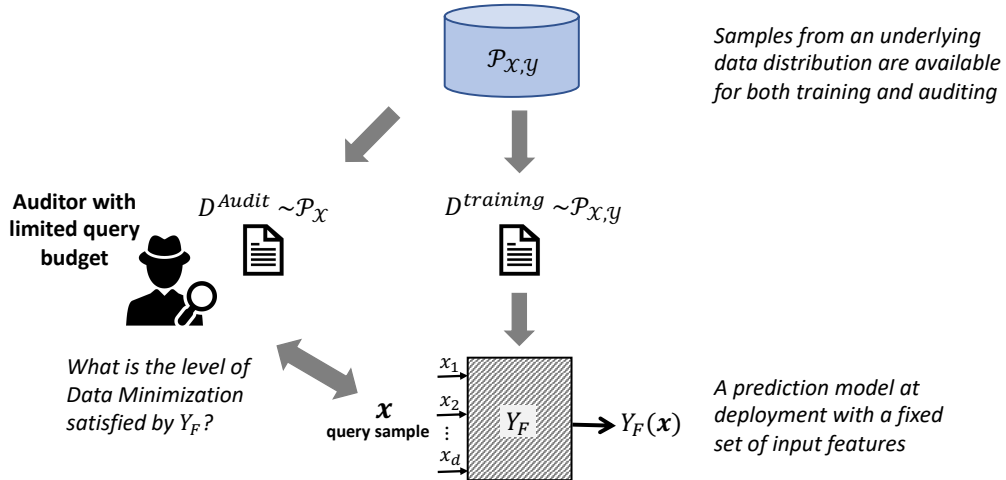 𝒫𝒳,𝒴
Samples from an underlying
data distribution are available
for both training and auditing
Auditor with
limited query
budget
D^Audit ~𝒫𝒳
D^training ~𝒫𝒳,𝒴
What is the level of
Data Minimization
satisfied by Y_F?
x
query sample
x₁
x₂
⋮
x_d
Y_F
Y_F(x)
A prediction model at
deployment with a fixed
set of input features